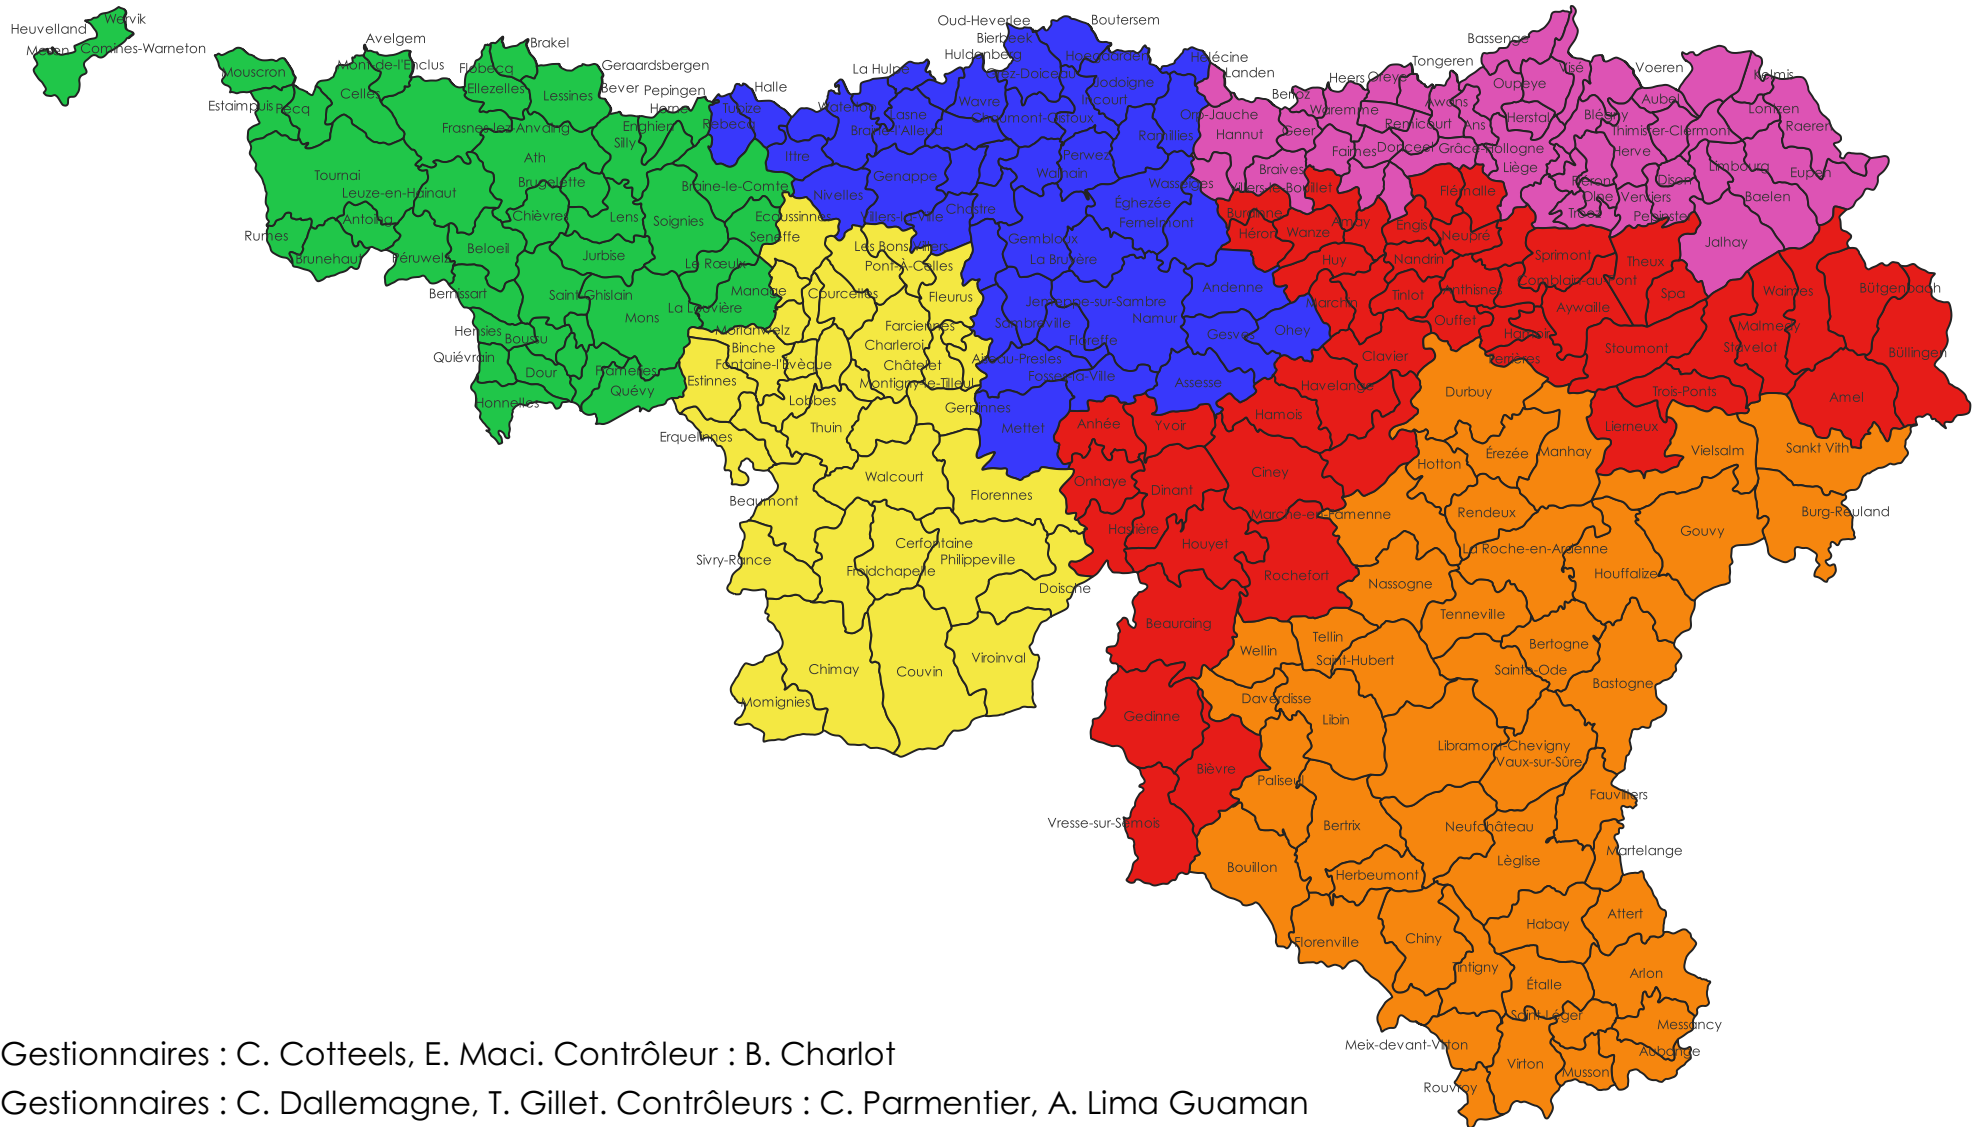 Wervik
Heuvelland
Menen
Comines-Warneton
Mouscron
Estaimpuis
Pecq
Avelgem
Mont-de-l'Enclus
Celles
Brakel
Flobecq
Ellezelles
Lessines
Geraardsbergen
Bever
Pepingen
Herne
Halle
Tubize
Rebecq
Enghien
Silly
Frasnes-lez-Anvaing
Ath
Tournai
Leuze-en-Hainaut
Brugelette
Antoing
Chièvres
Lens
Soignies
Braine-le-Comte
Ecaussinnes
Seneffe
Rumes
Brunehaut
Péruwelz
Beloeil
Jurbise
Le Rœulx
Bernissart
Saint-Ghislain
Mons
La Louvière
Manage
Hensies
Boussu
Quiévrain
Dour
Frameries
Quévy
Honnelles
Morlanwelz
Binche
Fontaine-l'Evèque
Estinnes
Erquelinnes
Lobbes
Thuin
Les Bons Villers
Pont-À-Celles
Courcelles
Fleurus
Farciennes
Charleroi
Châtelet
Aiseau-Presles
Montigny-le-Tilleul
Gerpinnes
Walcourt
Florennes
Beaumont
Sivry-Rance
Cerfontaine
Froidchapelle
Philippeville
Doische
Chimay
Couvin
Viroinval
Momignies
Oud-Heverlee
Bierbeek
Huldenberg
Boutersem
Hoegaarden
La Hulpe
Grez-Doiceau
Jodoigne
Hélécine
Landen
Waterloo
Lasne
Wavre
Incourt
Chaumont-Gistoux
Braine-l'Alleud
Ramillies
Orp-Jauche
Ittre
Genappe
Walhain
Perwez
Wasseiges
Nivelles
Villers-la-Ville
Chastre
Éghezée
Fernelmont
Gembloux
La Bruyère
Jemeppe-sur-Sambre
Namur
Andenne
Sambreville
Floreffe
Gesves
Ohey
Fosses-la-Ville
Assesse
Mettet
Bassenge
Tongeren
Heers
Oreye
Berloz
Waremme
Visé
Voeren
Oupeye
Kelmis
Lontzen
Raeren
Aubel
Awans
Ans
Herstal
Blégny
Thimister-Clermont
Hannut
Geer
Remicourt
Faimes
Donceel
Grâce-Hollogne
Liège
Herve
Limbourg
Eupen
Braives
Villers-le-Bouillet
Fléron
Dison
Olne
Verviers
Baelen
Trooz
Pepinster
Jalhay
Flémalle
Burdinne
Héron
Wanze
Amay
Engis
Neupré
Huy
Nandrin
Sprimont
Theux
Comblain-au-Pont
Marchin
Tinlot
Anthisnes
Ouffet
Hamoir
Ferrières
Aywaille
Spa
Waimes
Bütgenbach
Malmedy
Stavelot
Stoumont
Büllingen
Trois-Ponts
Amel
Lierneux
Clavier
Havelange
Hamois
Anhée
Yvoir
Ciney
Onhaye
Dinant
Hastière
Houyet
Rochefort
Beauraing
Gedinne
Bièvre
Vresse-sur-Semois
Durbuy
Hotton
Érezée
Manhay
Vielsalm
Sankt Vith
Marche-en-Famenne
Rendeux
Gouvy
Burg-Reuland
La Roche-en-Ardenne
Houffalize
Nassogne
Tenneville
Tellin
Wellin
Saint-Hubert
Bertogne
Sainte-Ode
Bastogne
Daverdisse
Libin
Libramont-Chevigny
Vaux-sur-Sûre
Paliseul
Fauvillers
Bertrix
Neufchâteau
Martelange
Lèglise
Bouillon
Herbeumont
Attert
Habay
Florenville
Chiny
Tintigny
Étalle
Arlon
Saint-Léger
Messancy
Meix-devant-Virton
Aubange
Virton
Musson
Rouvroy
Gestionnaires : C. Cotteels, E. Maci. Contrôleur : B. Charlot
Gestionnaires : C. Dallemagne, T. Gillet. Contrôleurs : C. Parmentier, A. Lima Guaman